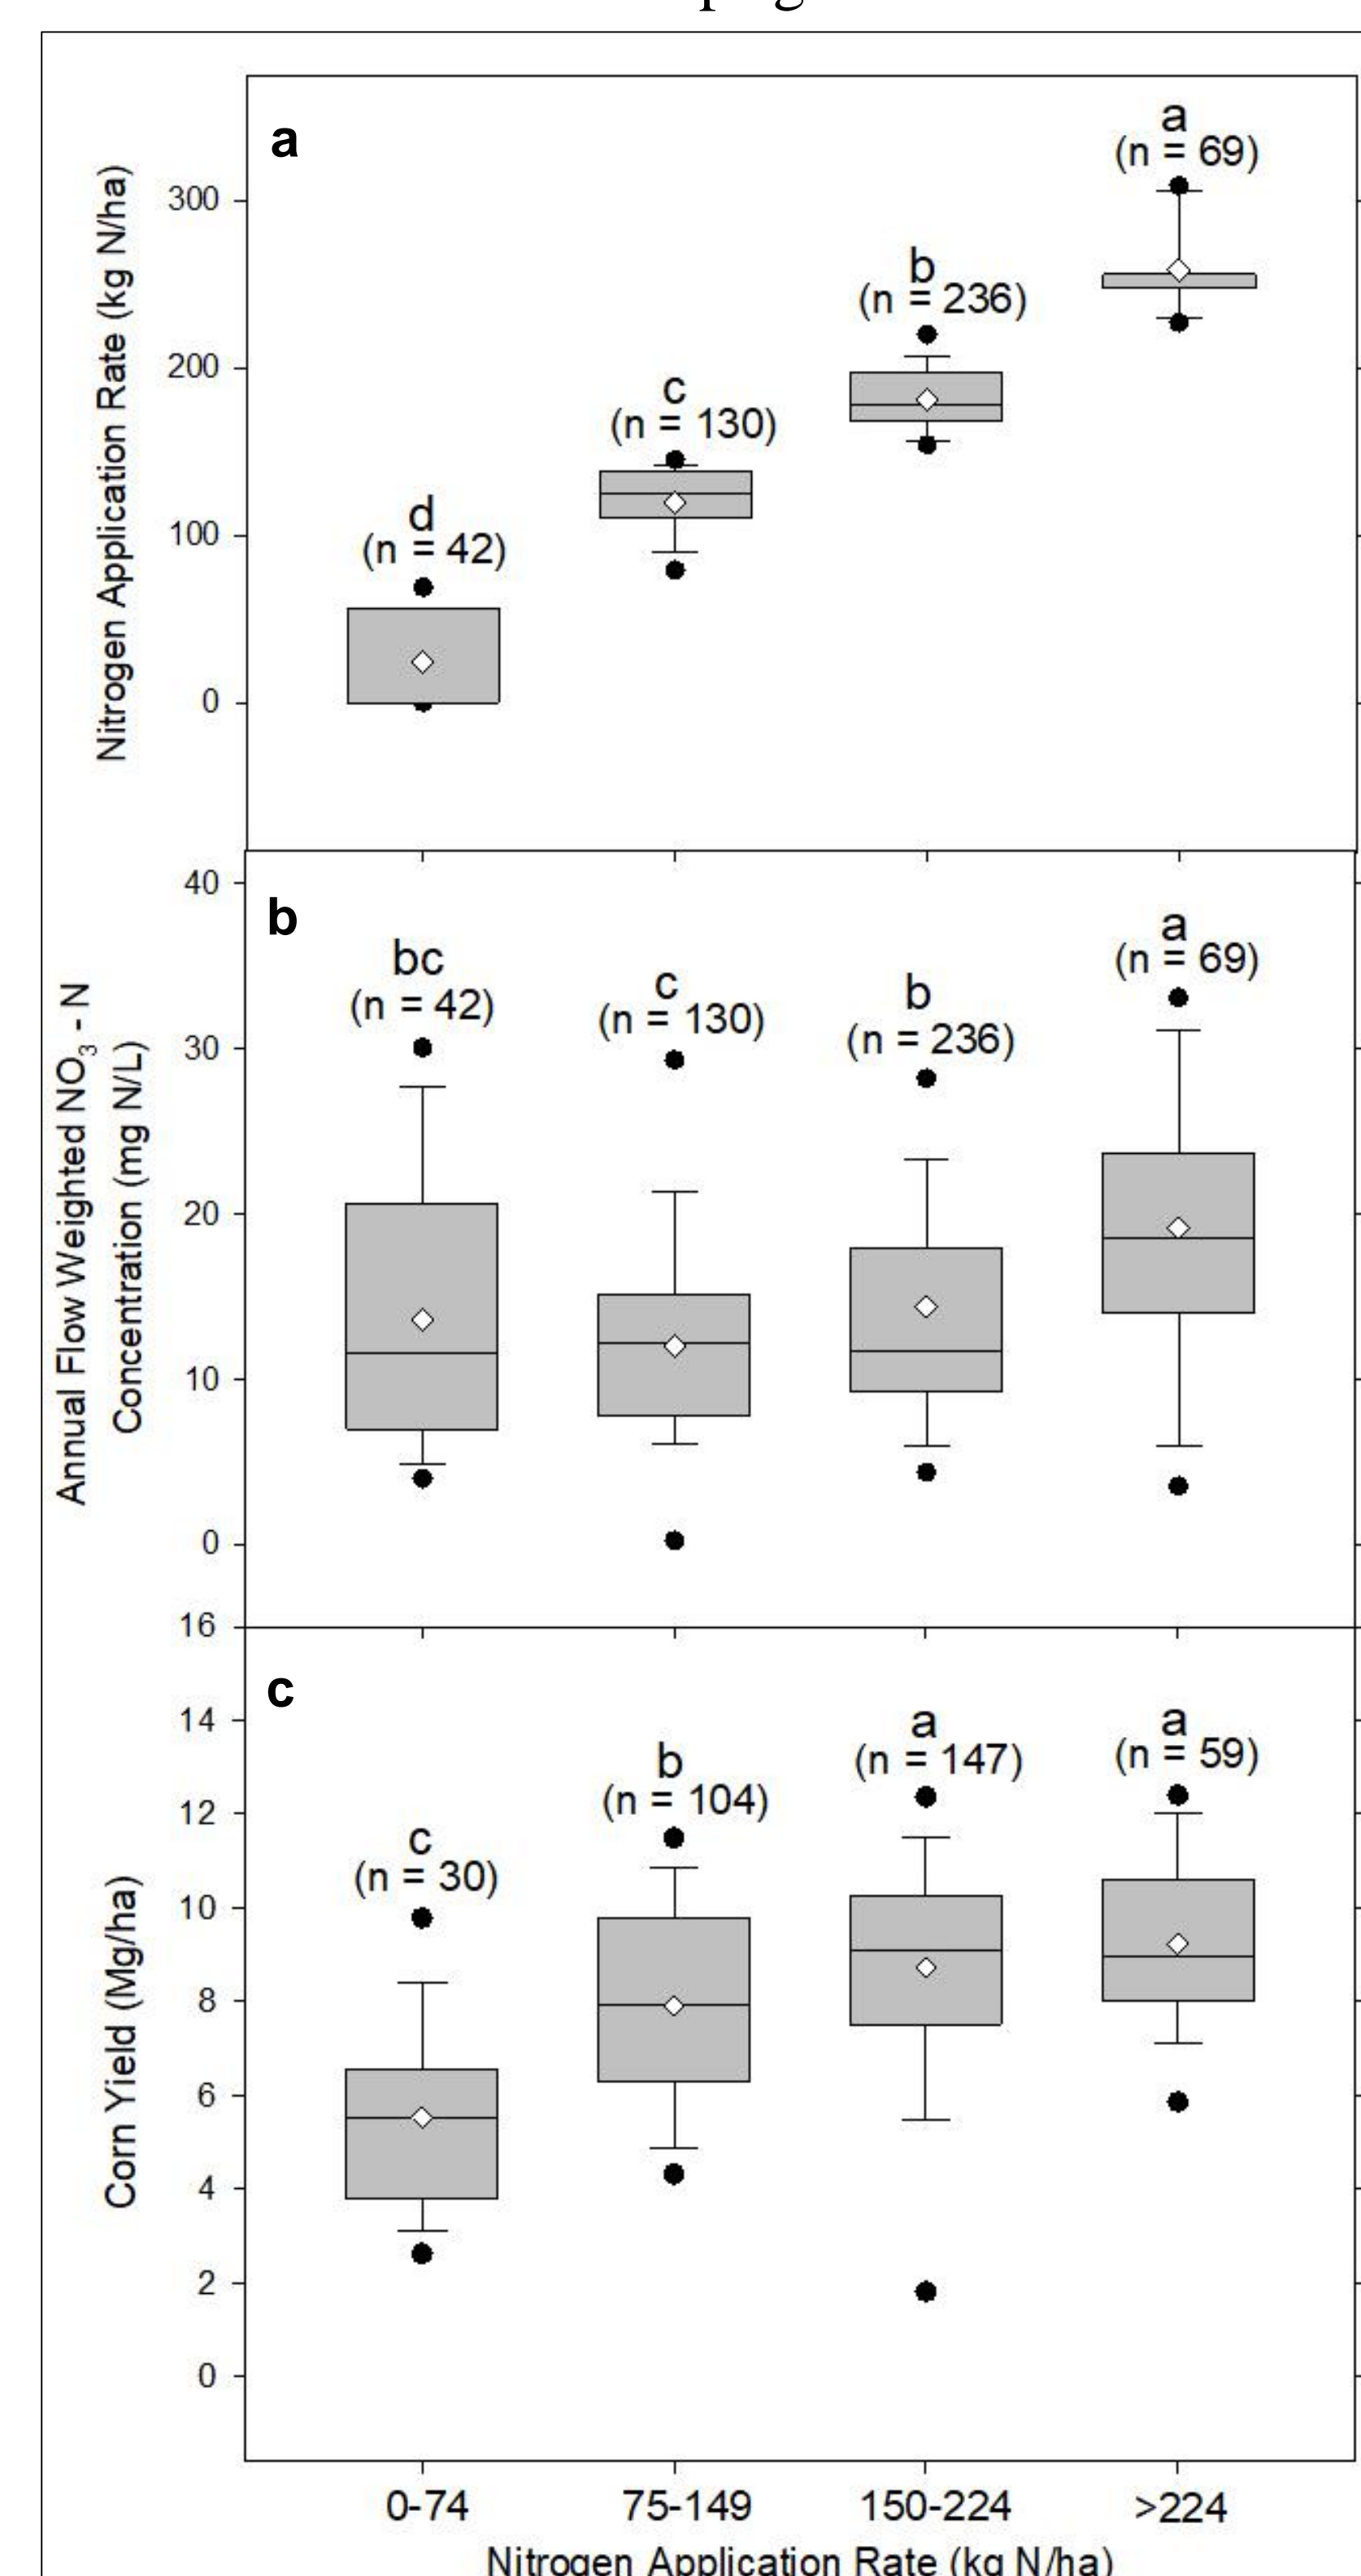 a
Nitrogen Application Rate (kg N/ha)
300
200
100
0
d
(n = 42)
c
(n = 130)
b
(n = 236)
a
(n = 69)
b
Annual Flow Weighted NO₃ - N
Concentration (mg N/L)
40
30
20
10
0
bc
(n = 42)
c
(n = 130)
b
(n = 236)
a
(n = 69)
c
Corn Yield (Mg/ha)
16
14
12
10
8
6
4
2
0
c
(n = 30)
b
(n = 104)
a
(n = 147)
a
(n = 59)
0-74
75-149
150-224
>224
Nitrogen Application Rate (kg N/ha)